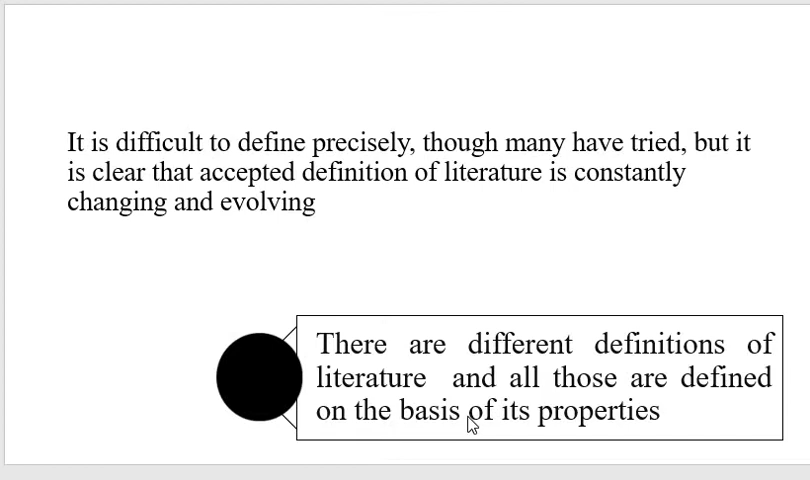 It is difficult to define precisely, though many have tried, but it
is clear that accepted definition of literature is constantly
changing and evolving
There are different definitions of
literature and all those are defined
on the basis of its properties